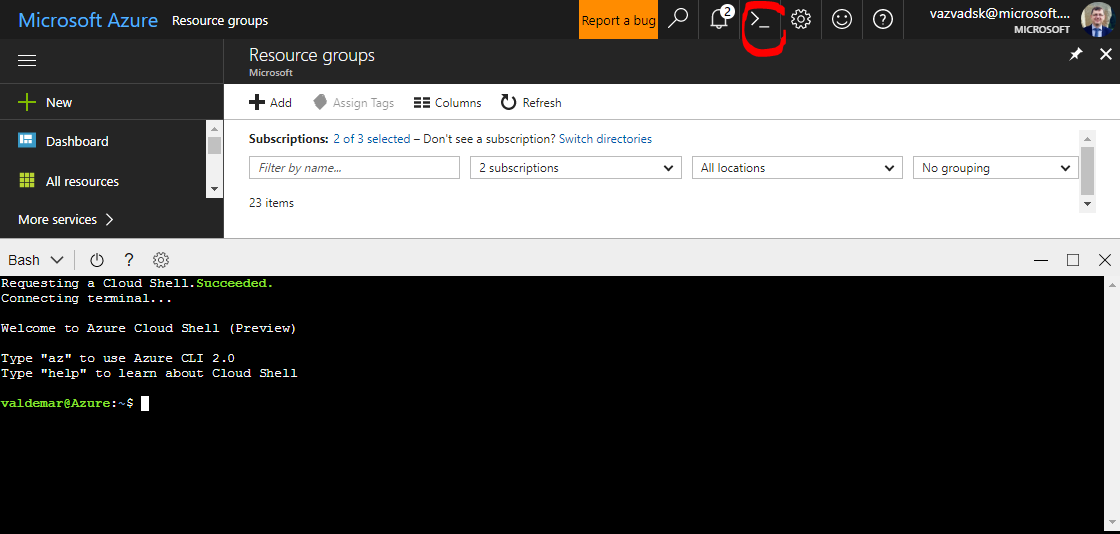 Microsoft Azure Resource groups Report a bug 2 >_ ? vazvadsk@microsoft....
MICROSOFT
Resource groups
Microsoft
New
Add Assign Tags Columns Refresh
Dashboard
Subscriptions: 2 of 3 selected – Don't see a subscription? Switch directories
Filter by name... 2 subscriptions All locations No grouping
All resources
23 items
More services
Bash ?
Requesting a Cloud Shell.Succeeded.
Connecting terminal...
Welcome to Azure Cloud Shell (Preview)
Type "az" to use Azure CLI 2.0
Type "help" to learn about Cloud Shell
valdemar@Azure:~$